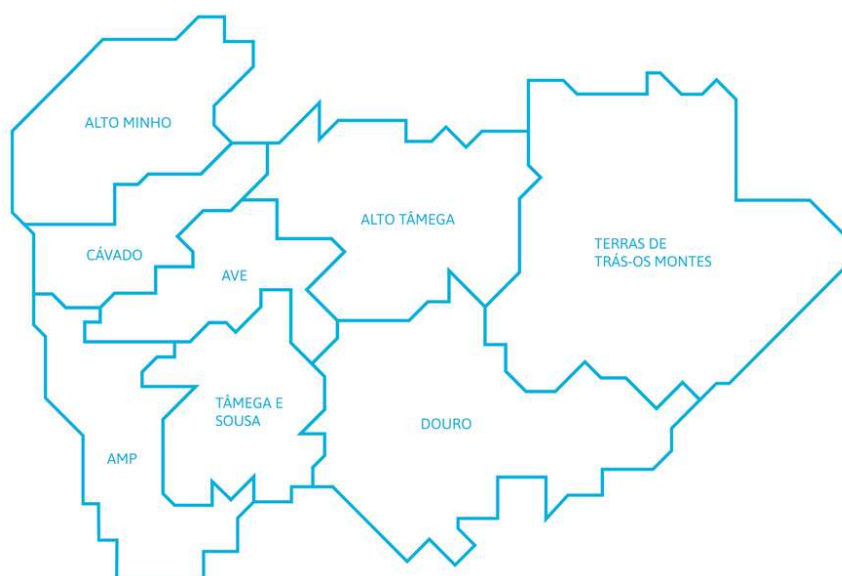 ALTO MINHO
ALTO TÂMEGA
TERRAS DE
TRÁS-OS MONTES
CÁVADO
AVE
TÂMEGA E
SOUSA
DOURO
AMP